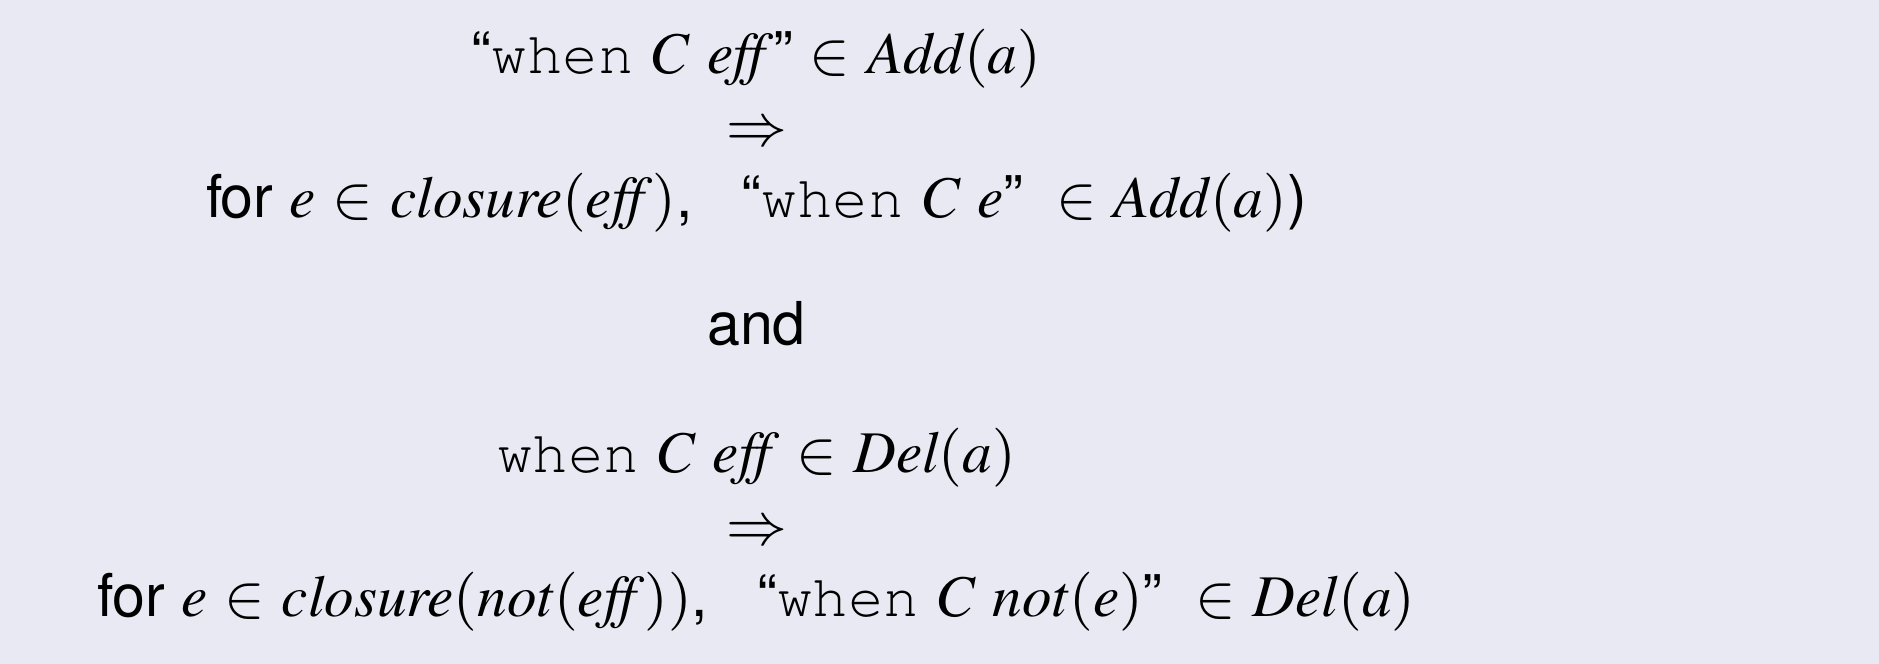 “when C eff” ∈ Add(a)
⇒
for e ∈ closure(eff), “when C e” ∈ Add(a))
and
when C eff ∈ Del(a)
⇒
for e ∈ closure(not(eff)), “when C not(e)” ∈ Del(a)